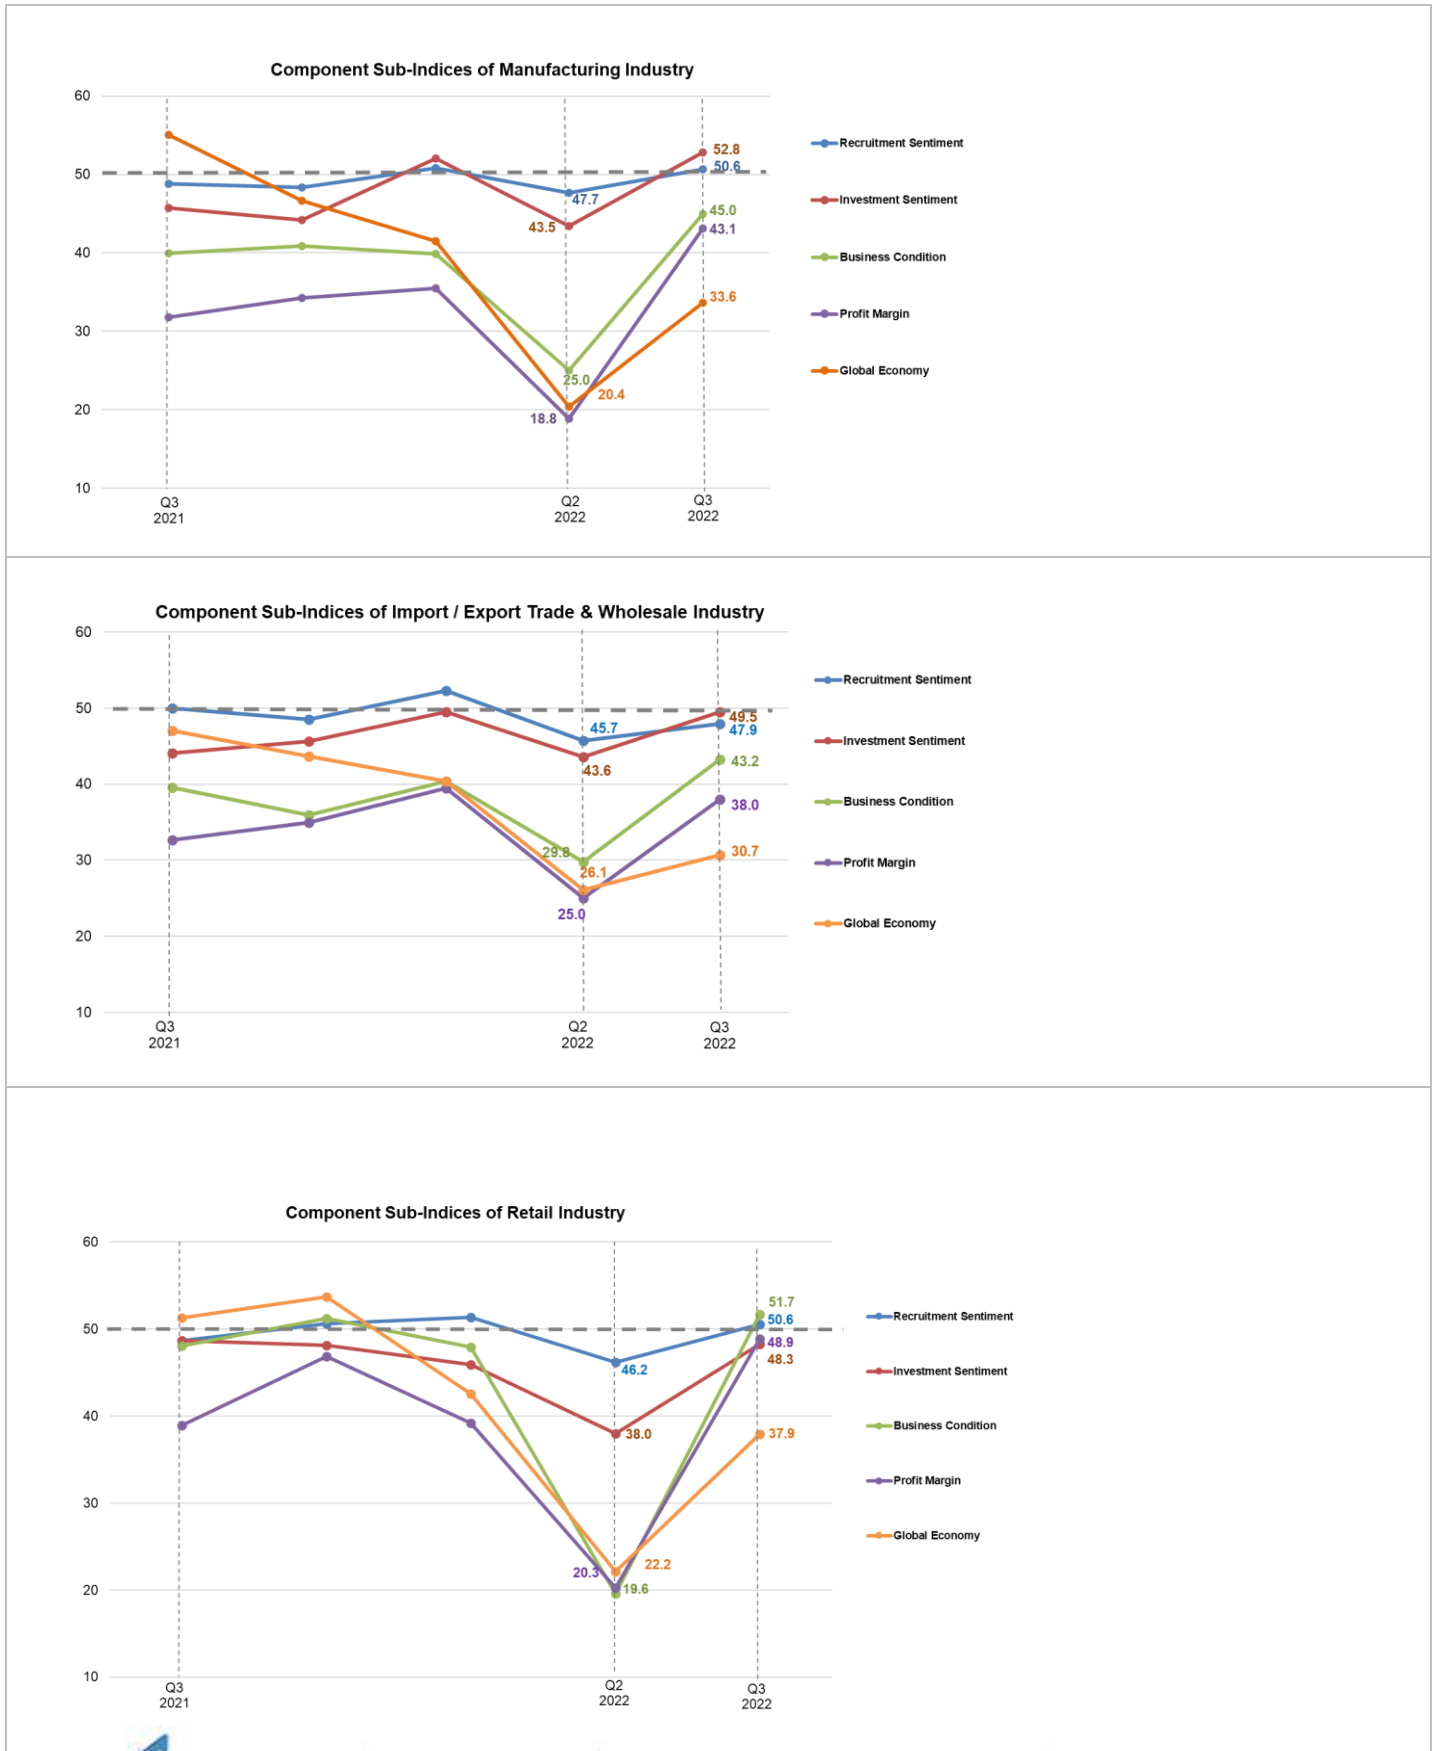 Component Sub-Indices of Manufacturing Industry
60
50
40
30
20
10
52.8
50.6
47.7
43.5
45.0
43.1
33.6
25.0
20.4
18.8
Q3
2021
Q2
2022
Q3
2022
Recruitment Sentiment
Investment Sentiment
Business Condition
Profit Margin
Global Economy
Component Sub-Indices of Import / Export Trade & Wholesale Industry
60
50
40
30
20
10
49.5
47.9
45.7
43.6
43.2
38.0
29.8
26.1
30.7
25.0
Q3
2021
Q2
2022
Q3
2022
Recruitment Sentiment
Investment Sentiment
Business Condition
Profit Margin
Global Economy
Component Sub-Indices of Retail Industry
60
50
40
30
20
10
51.7
50.6
48.9
48.3
46.2
38.0
37.9
20.3
22.2
19.6
Q3
2021
Q2
2022
Q3
2022
Recruitment Sentiment
Investment Sentiment
Business Condition
Profit Margin
Global Economy